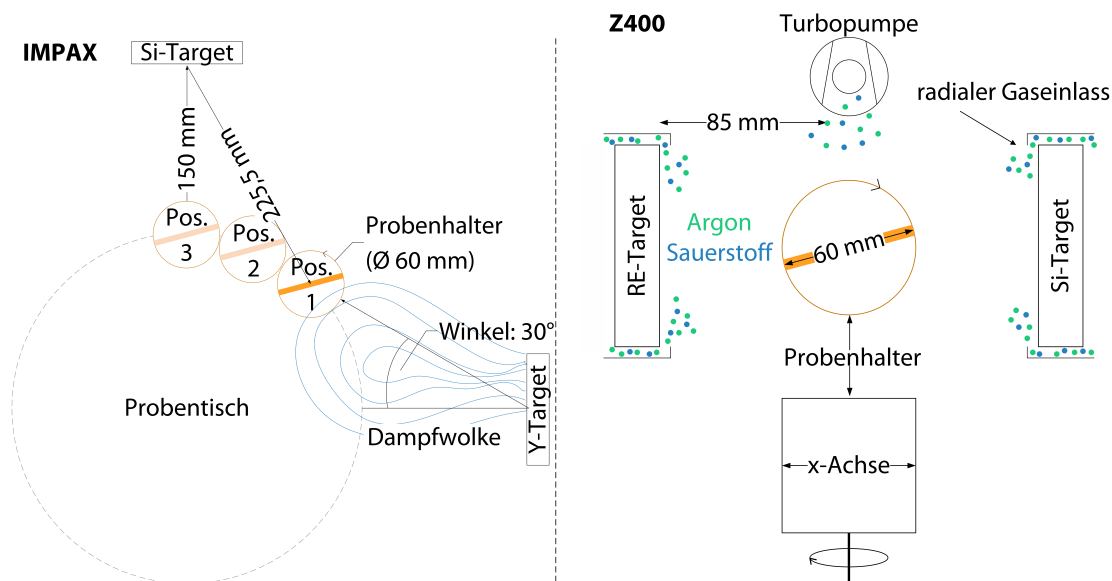 IMPAX
Si-Target
150 mm
225,5 mm
Pos.
3
Pos.
2
Pos.
1
Probenhalter
(Ø 60 mm)
Winkel: 30°
Y-Target
Probentisch
Dampfwolke
Z400
Turbopumpe
radialer Gaseinlass
85 mm
RE-Target
Argon
Sauerstoff
60 mm
Si-Target
Probenhalter
x-Achse